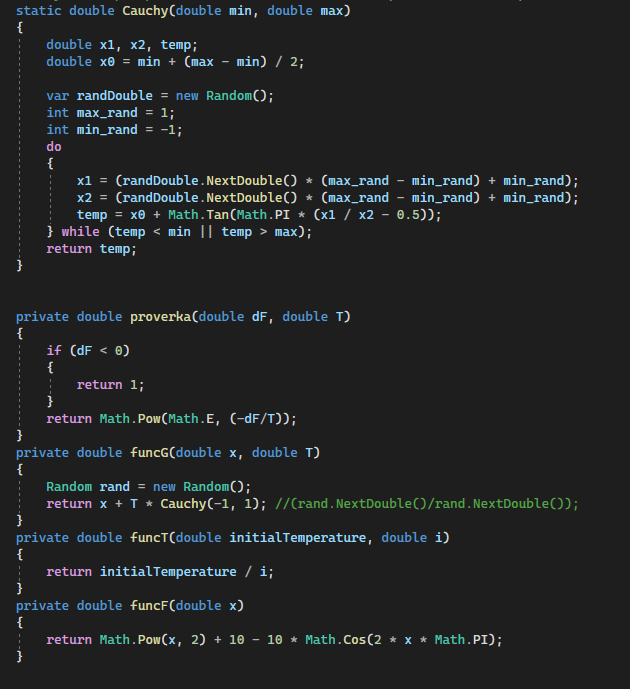 static double Cauchy(double min, double max)
{
double x1, x2, temp;
double x0 = min + (max - min) / 2;
var randDouble = new Random();
int max_rand = 1;
int min_rand = -1;
do
{
x1 = (randDouble.NextDouble() * (max_rand - min_rand) + min_rand);
x2 = (randDouble.NextDouble() * (max_rand - min_rand) + min_rand);
temp = x0 + Math.Tan(Math.PI * (x1 / x2 - 0.5));
} while (temp < min || temp > max);
return temp;
}
private double proverka(double dF, double T)
{
if (dF < 0)
{
return 1;
}
return Math.Pow(Math.E, (-dF/T));
}
private double funcG(double x, double T)
{
Random rand = new Random();
return x + T * Cauchy(-1, 1); //(rand.NextDouble()/rand.NextDouble());
}
private double funcT(double initialTemperature, double i)
{
return initialTemperature / i;
}
private double funcF(double x)
{
return Math.Pow(x, 2) + 10 - 10 * Math.Cos(2 * x * Math.PI);
}